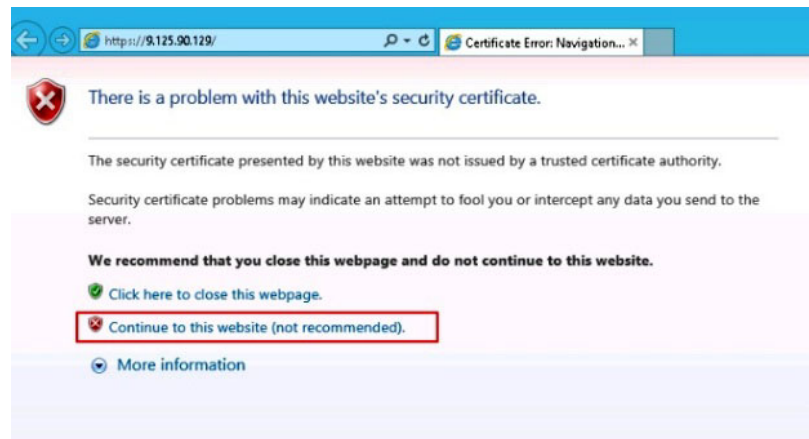 https://9.125.90.129/
Certificate Error: Navigation...
There is a problem with this website's security certificate.
The security certificate presented by this website was not issued by a trusted certificate authority.
Security certificate problems may indicate an attempt to fool you or intercept any data you send to the
server.
We recommend that you close this webpage and do not continue to this website.
Click here to close this webpage.
Continue to this website (not recommended).
More information